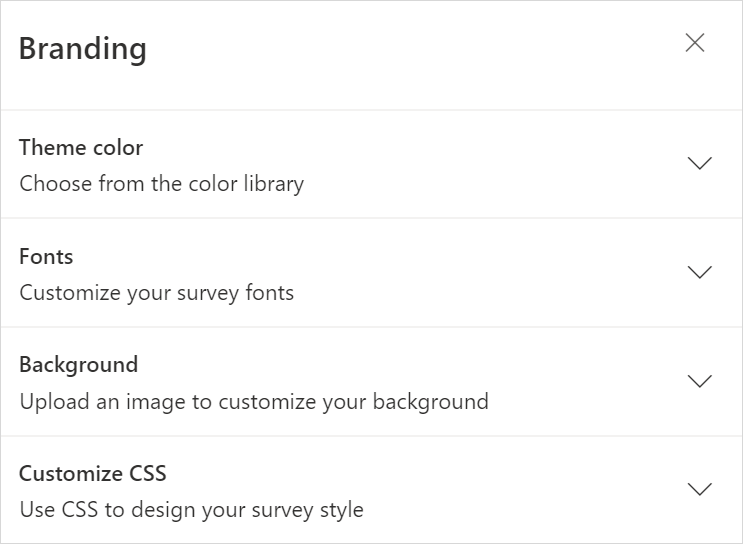 Branding
Theme color
Choose from the color library
Fonts
Customize your survey fonts
Background
Upload an image to customize your background
Customize CSS
Use CSS to design your survey style